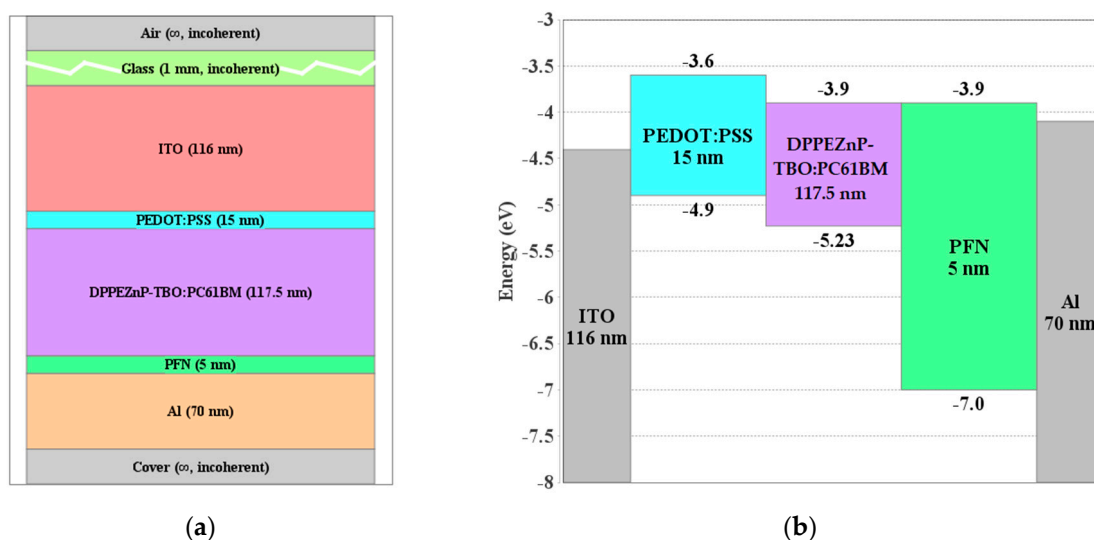 Air (∞, incoherent)
Glass (1 mm, incoherent)
ITO (116 nm)
PEDOT:PSS (15 nm)
DPPEZnP-TBO:PC61BM (117.5 nm)
PFN (5 nm)
Al (70 nm)
Cover (∞, incoherent)
(a)
Energy (eV)
-3
-3.5
-4
-4.5
-5
-5.5
-6
-6.5
-7
-7.5
-8
ITO
116 nm
-3.6
PEDOT:PSS
15 nm
-4.9
-3.9
DPPEZnP-
TBO:PC61BM
117.5 nm
-5.23
-3.9
PFN
5 nm
-7.0
Al
70 nm
(b)